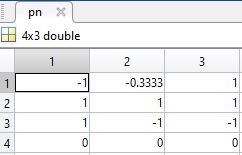 pn
4x3 double
1 2 3
1 -1 -0.3333 1
2 1 1 1
3 1 -1 -1
4 0 0 0